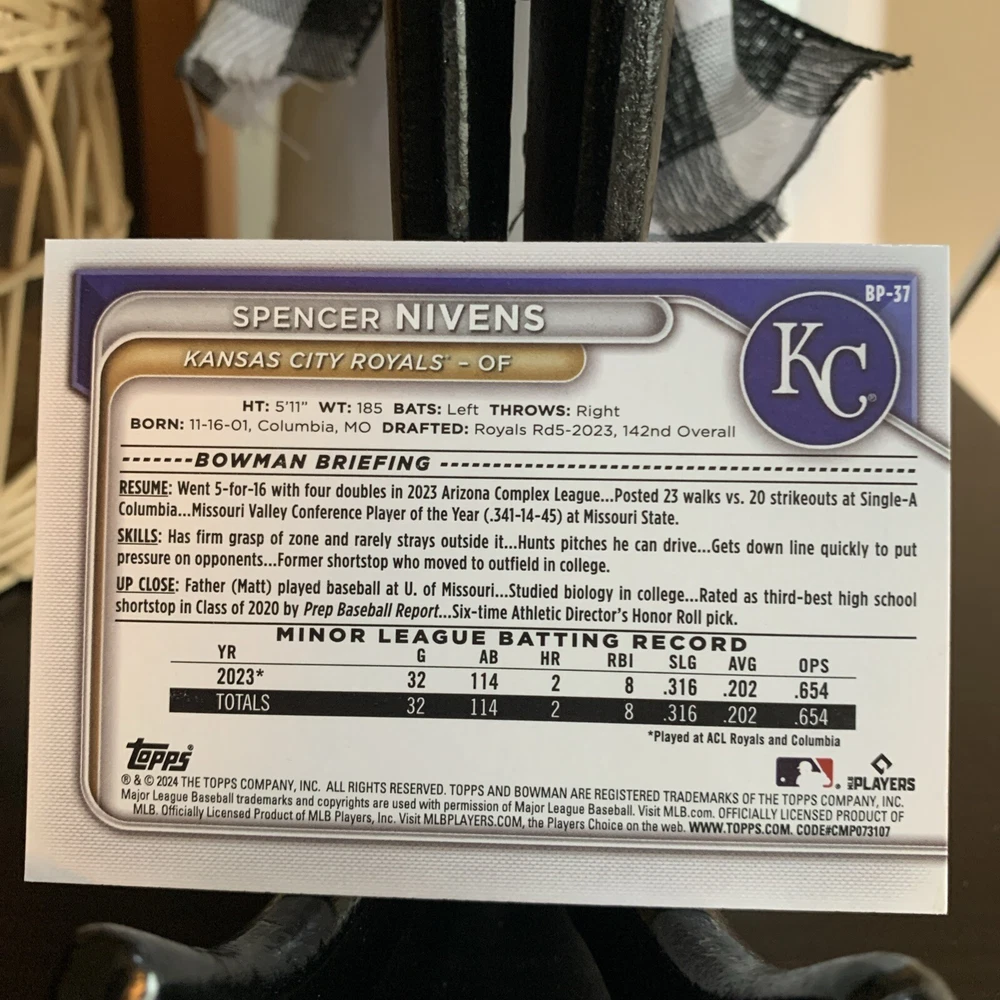 BP-37
SPENCER NIVENS
KC®
KANSAS CITY ROYALS® – OF
HT: 5'11" WT: 185 BATS: Left THROWS: Right
BORN: 11-16-01, Columbia, MO DRAFTED: Royals Rd5-2023, 142nd Overall
BOWMAN BRIEFING
RESUME: Went 5-for-16 with four doubles in 2023 Arizona Complex League...Posted 23 walks vs. 20 strikeouts at Single-A
Columbia...Missouri Valley Conference Player of the Year (.341-14-45) at Missouri State.
SKILLS: Has firm grasp of zone and rarely strays outside it...Hunts pitches he can drive...Gets down line quickly to put
pressure on opponents...Former shortstop who moved to outfield in college.
UP CLOSE: Father (Matt) played baseball at U. of Missouri...Studied biology in college...Rated as third-best high school
shortstop in Class of 2020 by Prep Baseball Report...Six-time Athletic Director's Honor Roll pick.
MINOR LEAGUE BATTING RECORD
YR G AB HR RBI SLG AVG OPS
2023* 32 114 2 8 .316 .202 .654
TOTALS 32 114 2 8 .316 .202 .654
*Played at ACL Royals and Columbia
Topps®
MLB PLAYERS
® & © 2024 THE TOPPS COMPANY, INC. ALL RIGHTS RESERVED. TOPPS AND BOWMAN ARE REGISTERED TRADEMARKS OF THE TOPPS COMPANY, INC.
Major League Baseball trademarks and copyrights are used with permission of Major League Baseball. Visit MLB.com. OFFICIALLY LICENSED PRODUCT OF
MLB. Officially Licensed Product of MLB Players, Inc. Visit MLBPLAYERS.COM, the Players Choice on the web. WWW.TOPPS.COM. CODE#CMP073107